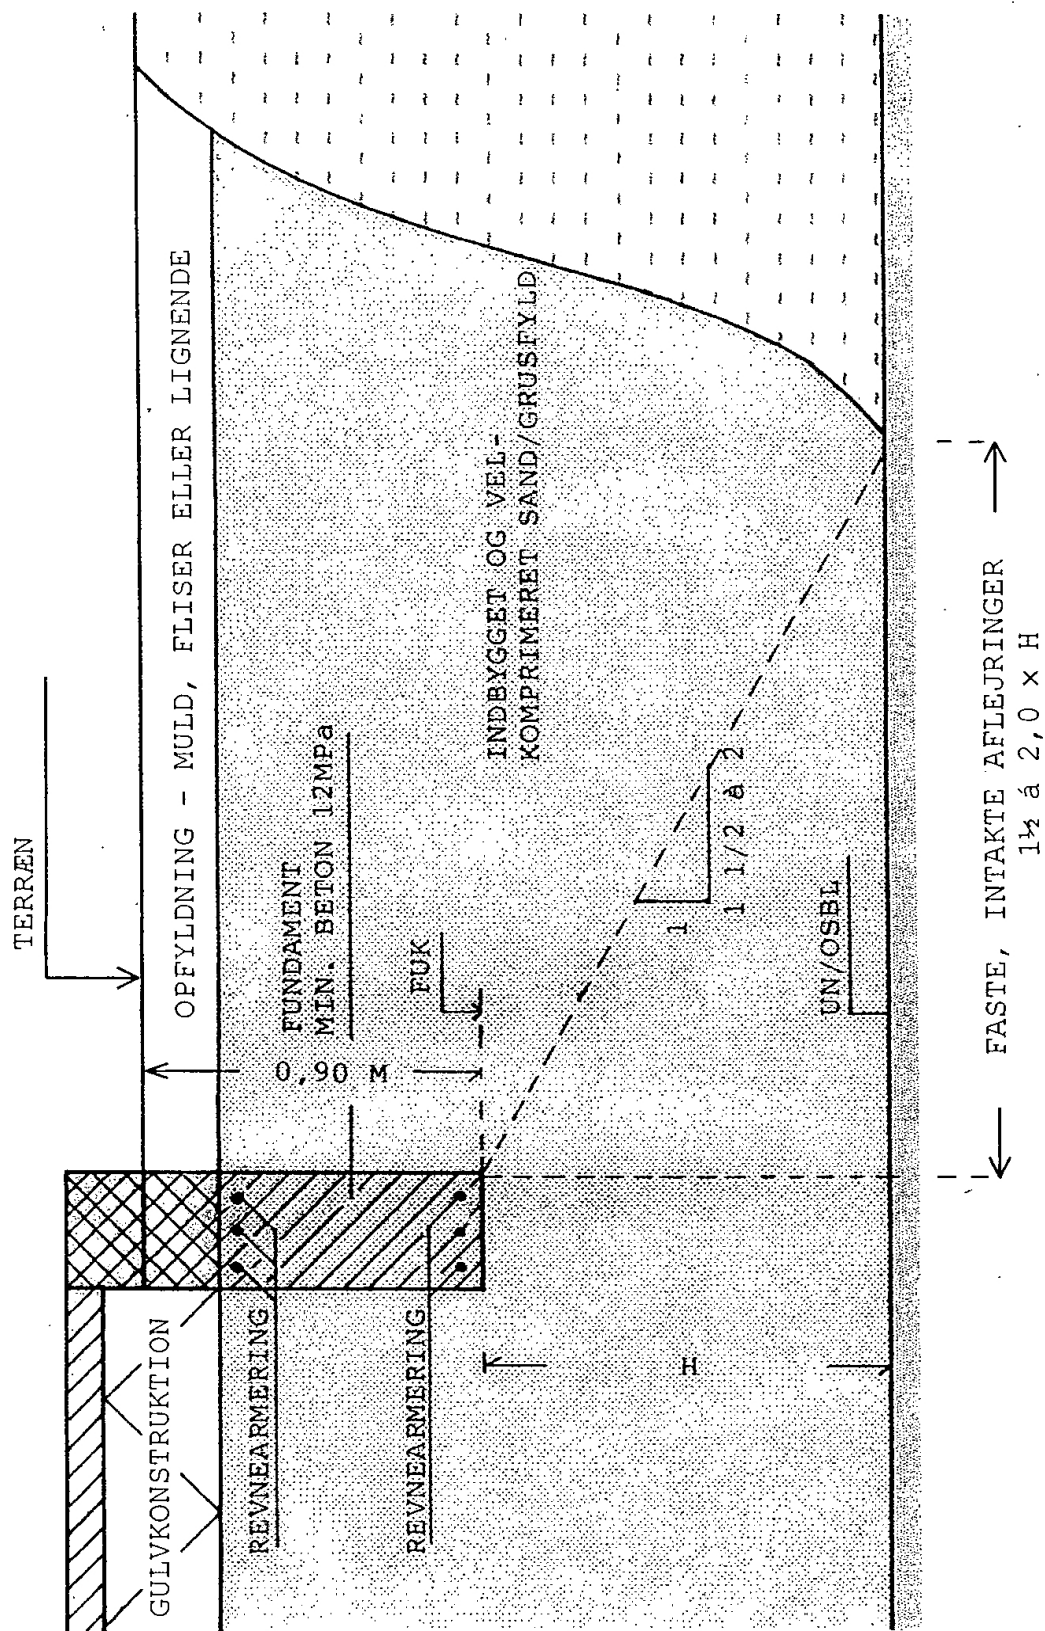 TERRÆN
OPFYLDNING - MULD, FLISER ELLER LIGNENDE
GULVKONSTRUKTION
REVNEARMERING
FUNDAMENT
MIN. BETON 12MPa
0,90 M
FUK
REVNEARMERING
INDBYGGET OG VEL-
KOMPRIMERET SAND/GRUSFYLD
H
1
1 1/2 à 2
UN/OSBL
FASTE, INTAKTE AFLEJRINGER
1½ á 2,0 x H